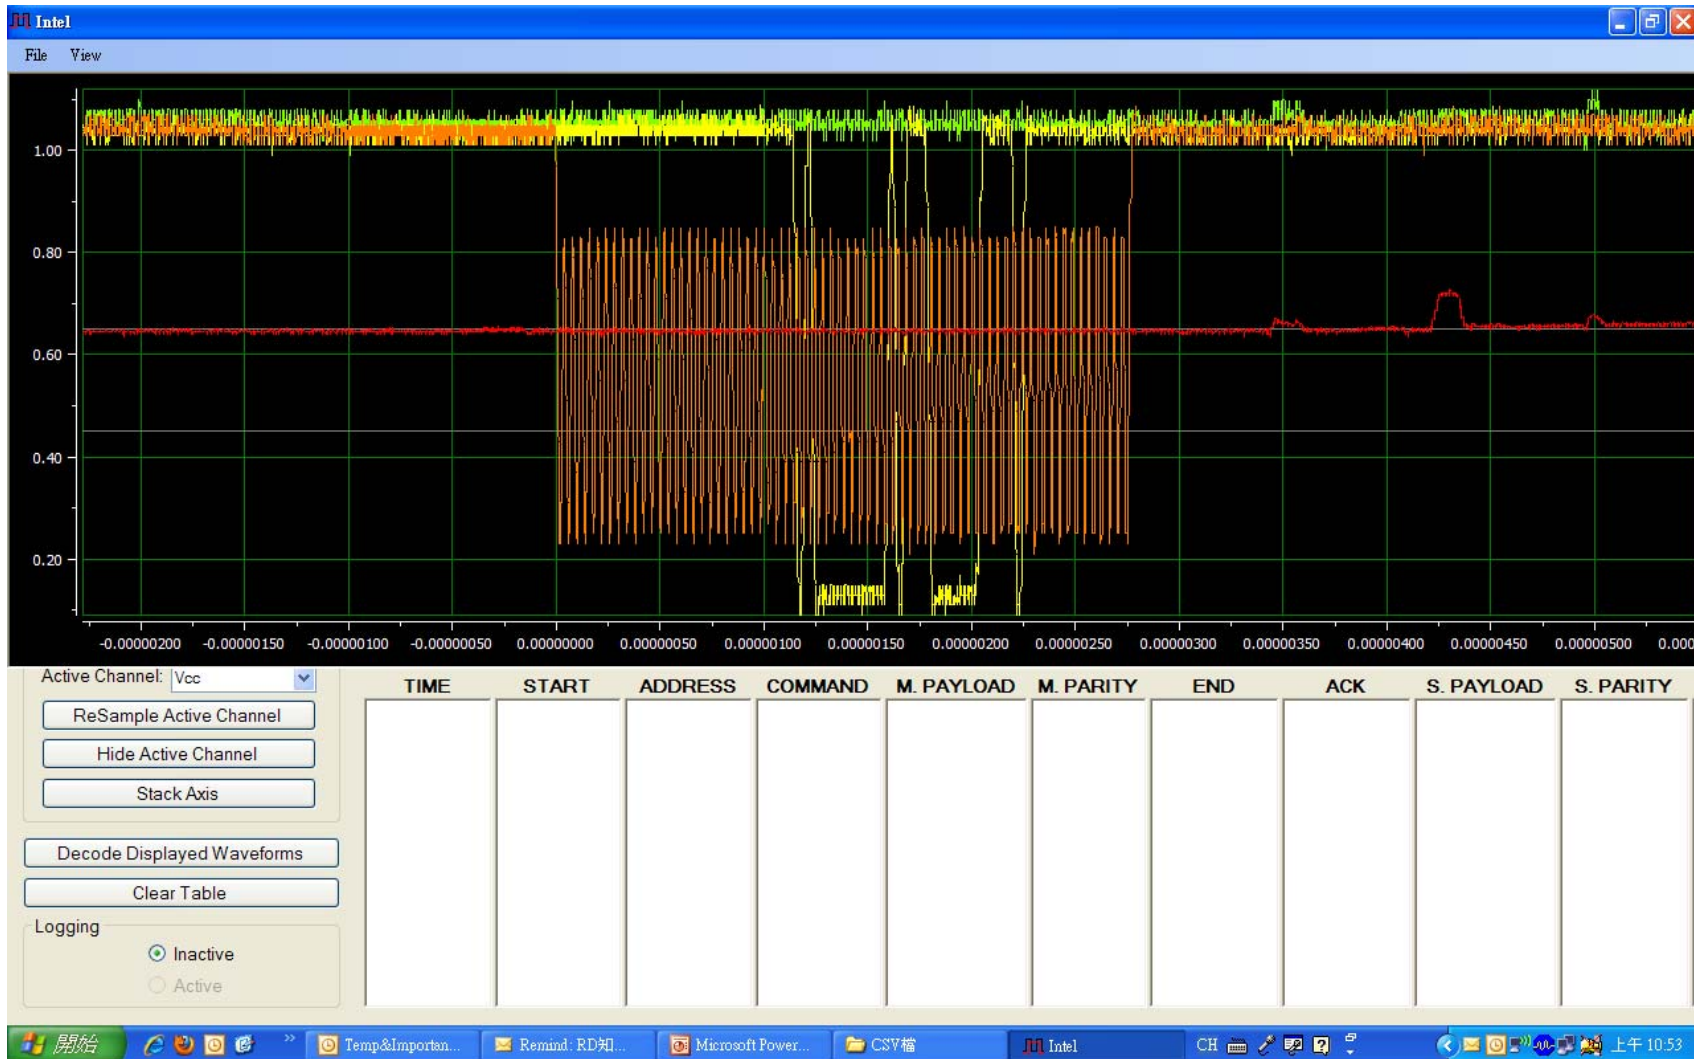 Intel
File View
1.00
0.80
0.60
0.40
0.20
-0.00000200 -0.00000150 -0.00000100 -0.00000050 0.00000000 0.00000050 0.00000100 0.00000150 0.00000200 0.00000250 0.00000300 0.00000350 0.00000400 0.00000450 0.00000500 0.000
Active Channel: Vcc
ReSample Active Channel
Hide Active Channel
Stack Axis
Decode Displayed Waveforms
Clear Table
Logging
Inactive
Active
TIME START ADDRESS COMMAND M. PAYLOAD M. PARITY END ACK S. PAYLOAD S. PARITY
開始 Temp&Importan... Remind: RD知... Microsoft Power... CSV檔 Intel CH 上午 10:53